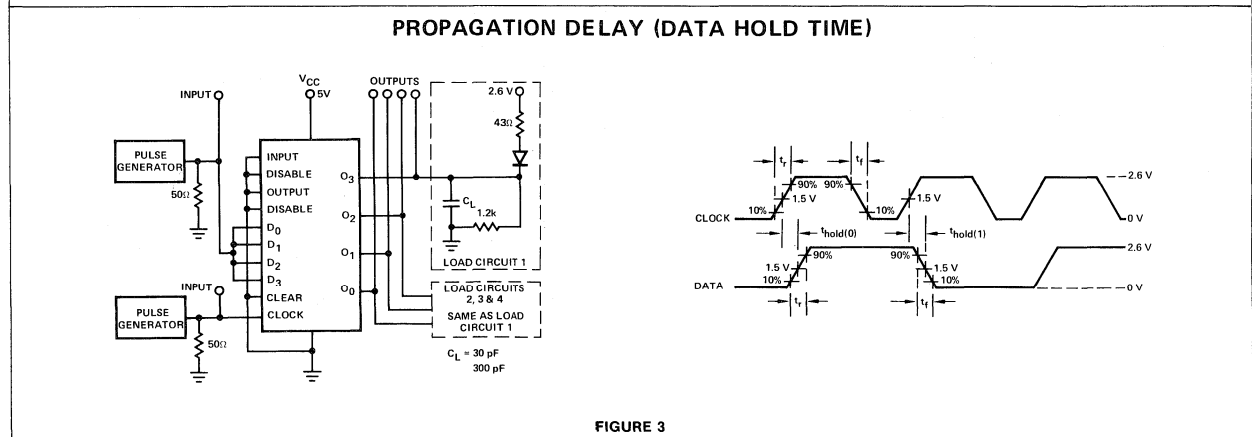 PROPAGATION DELAY (DATA HOLD TIME)
INPUT
VCC
5V
OUTPUTS
2.6 V
43Ω
PULSE
GENERATOR
50Ω
INPUT
DISABLE
OUTPUT
DISABLE
D0
D1
D2
D3
CLEAR
CLOCK
O3
O2
O1
O0
CL
1.2k
LOAD CIRCUIT 1
LOAD CIRCUITS
2, 3 & 4
SAME AS LOAD
CIRCUIT 1
INPUT
PULSE
GENERATOR
50Ω
CL = 30 pF
300 pF
tr
tf
90%
90%
2.6 V
1.5 V
1.5 V
10%
10%
CLOCK
0 V
thold(0)
thold(1)
2.6 V
90%
90%
1.5 V
1.5 V
10%
10%
DATA
0 V
tr
tf
FIGURE 3